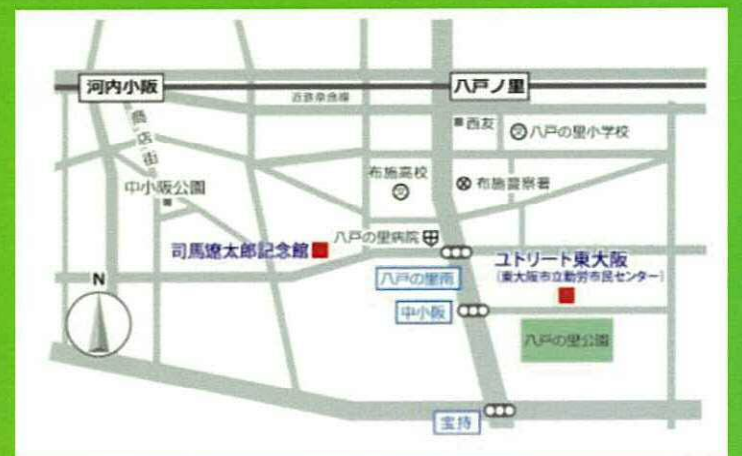 河内小阪
八戸ノ里
近鉄奈良線
商店街
西友
八戸の里小学校
布施高校
布施警察署
中小阪公園
八戸の里病院
司馬遼太郎記念館
ユトリート東大阪
(東大阪市立勤労市民センター)
八戸の里南
N
中小阪
八戸の里公園
宝持